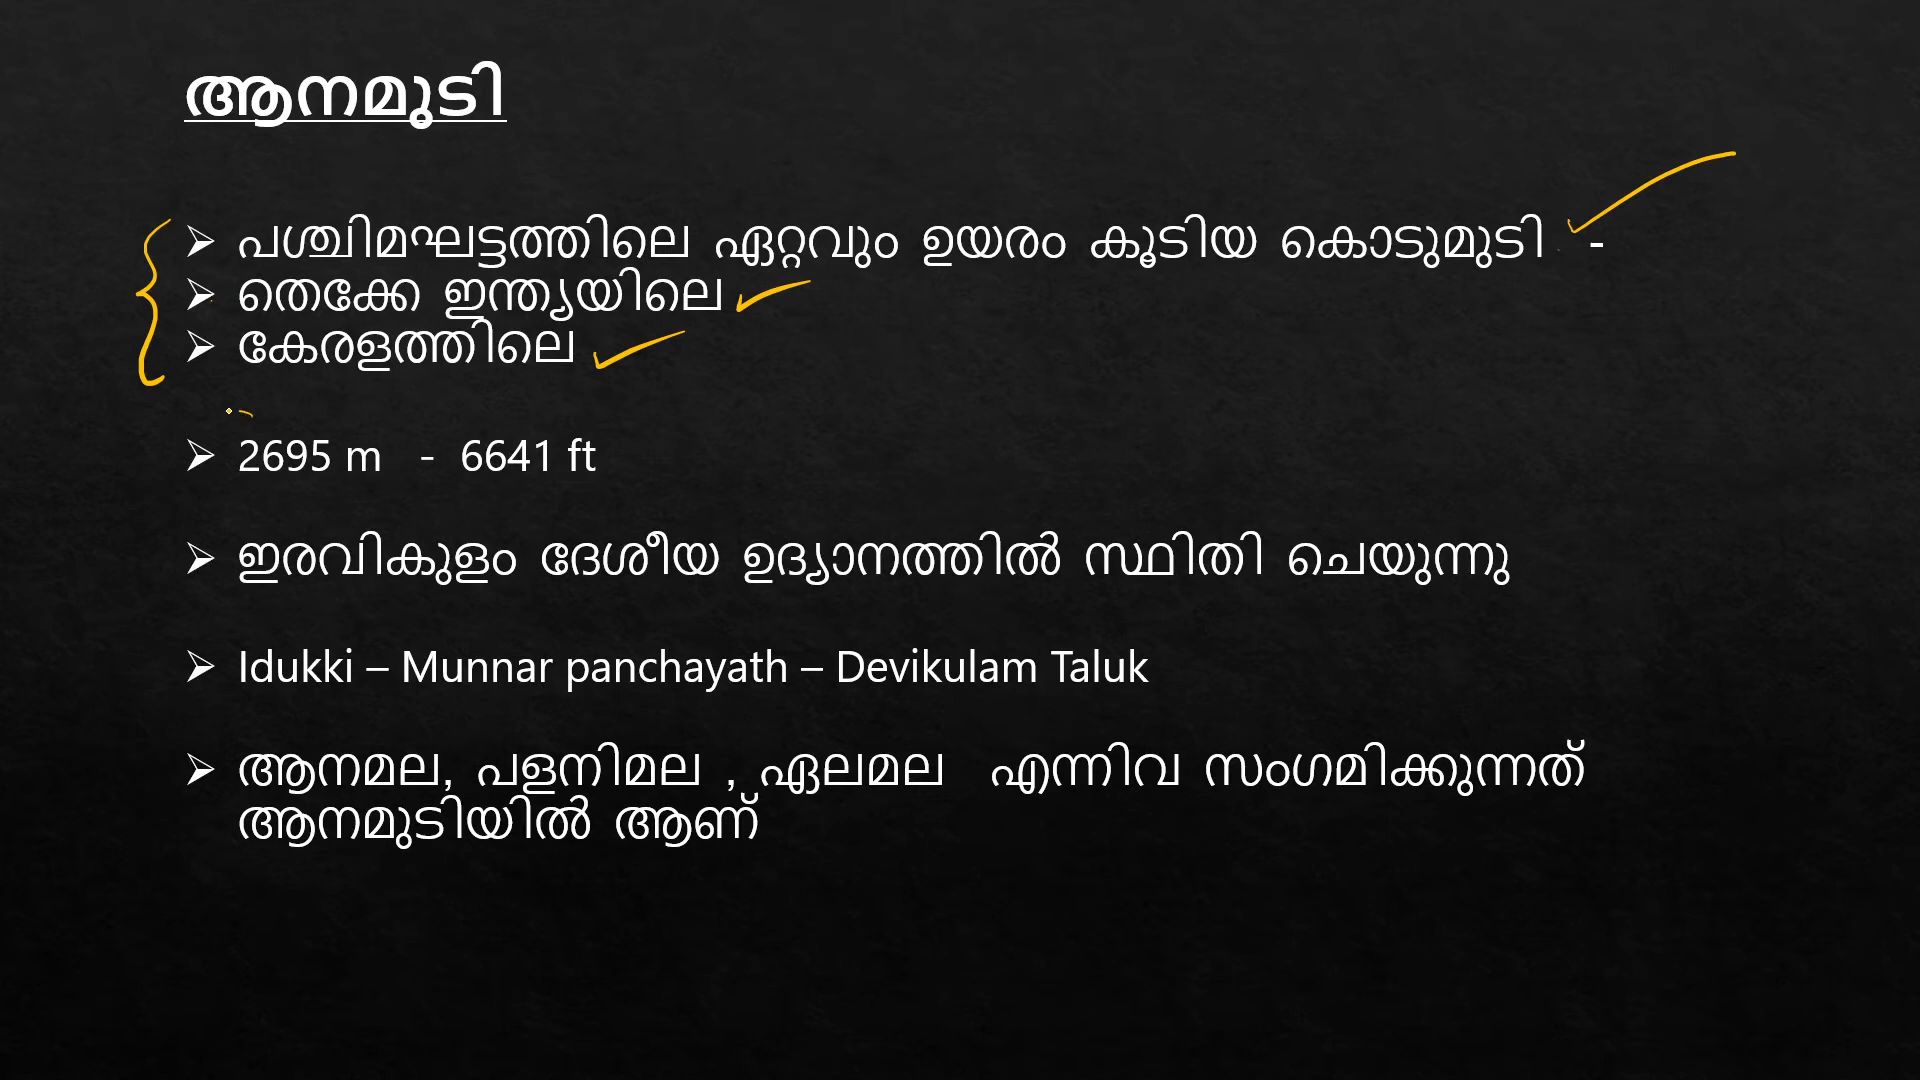 ആനമുടി
പശ്ചിമഘട്ടത്തിലെ ഏറ്റവും ഉയരം കൂടിയ കൊടുമുടി -
തെക്കേ ഇന്ത്യയിലെ
കേരളത്തിലെ
2695 m - 6641 ft
ഇരവികുളം ദേശീയ ഉദ്യാനത്തിൽ സ്ഥിതി ചെയുന്നു
Idukki – Munnar panchayath – Devikulam Taluk
ആനമല, പളനിമല , ഏലമല എന്നിവ സംഗമിക്കുന്നത്
ആനമുടിയിൽ ആണ്